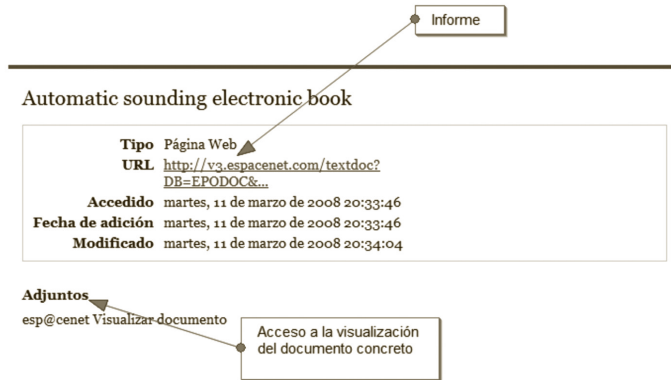 Informe
Automatic sounding electronic book
Tipo Página Web
URL http://v3.espacenet.com/textdoc?
DB=EPODOC&...
Accedido martes, 11 de marzo de 2008 20:33:46
Fecha de adición martes, 11 de marzo de 2008 20:33:46
Modificado martes, 11 de marzo de 2008 20:34:04
Adjuntos
esp@cenet Visualizar documento
Acceso a la visualización
del documento concreto